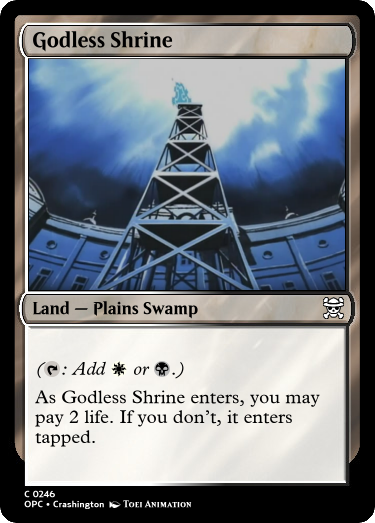 Godless Shrine
Land — Plains Swamp
(: Add or .)
As Godless Shrine enters, you may
pay 2 life. If you don't, it enters
tapped.
C 0246
OPC • Crashington Toei Animation